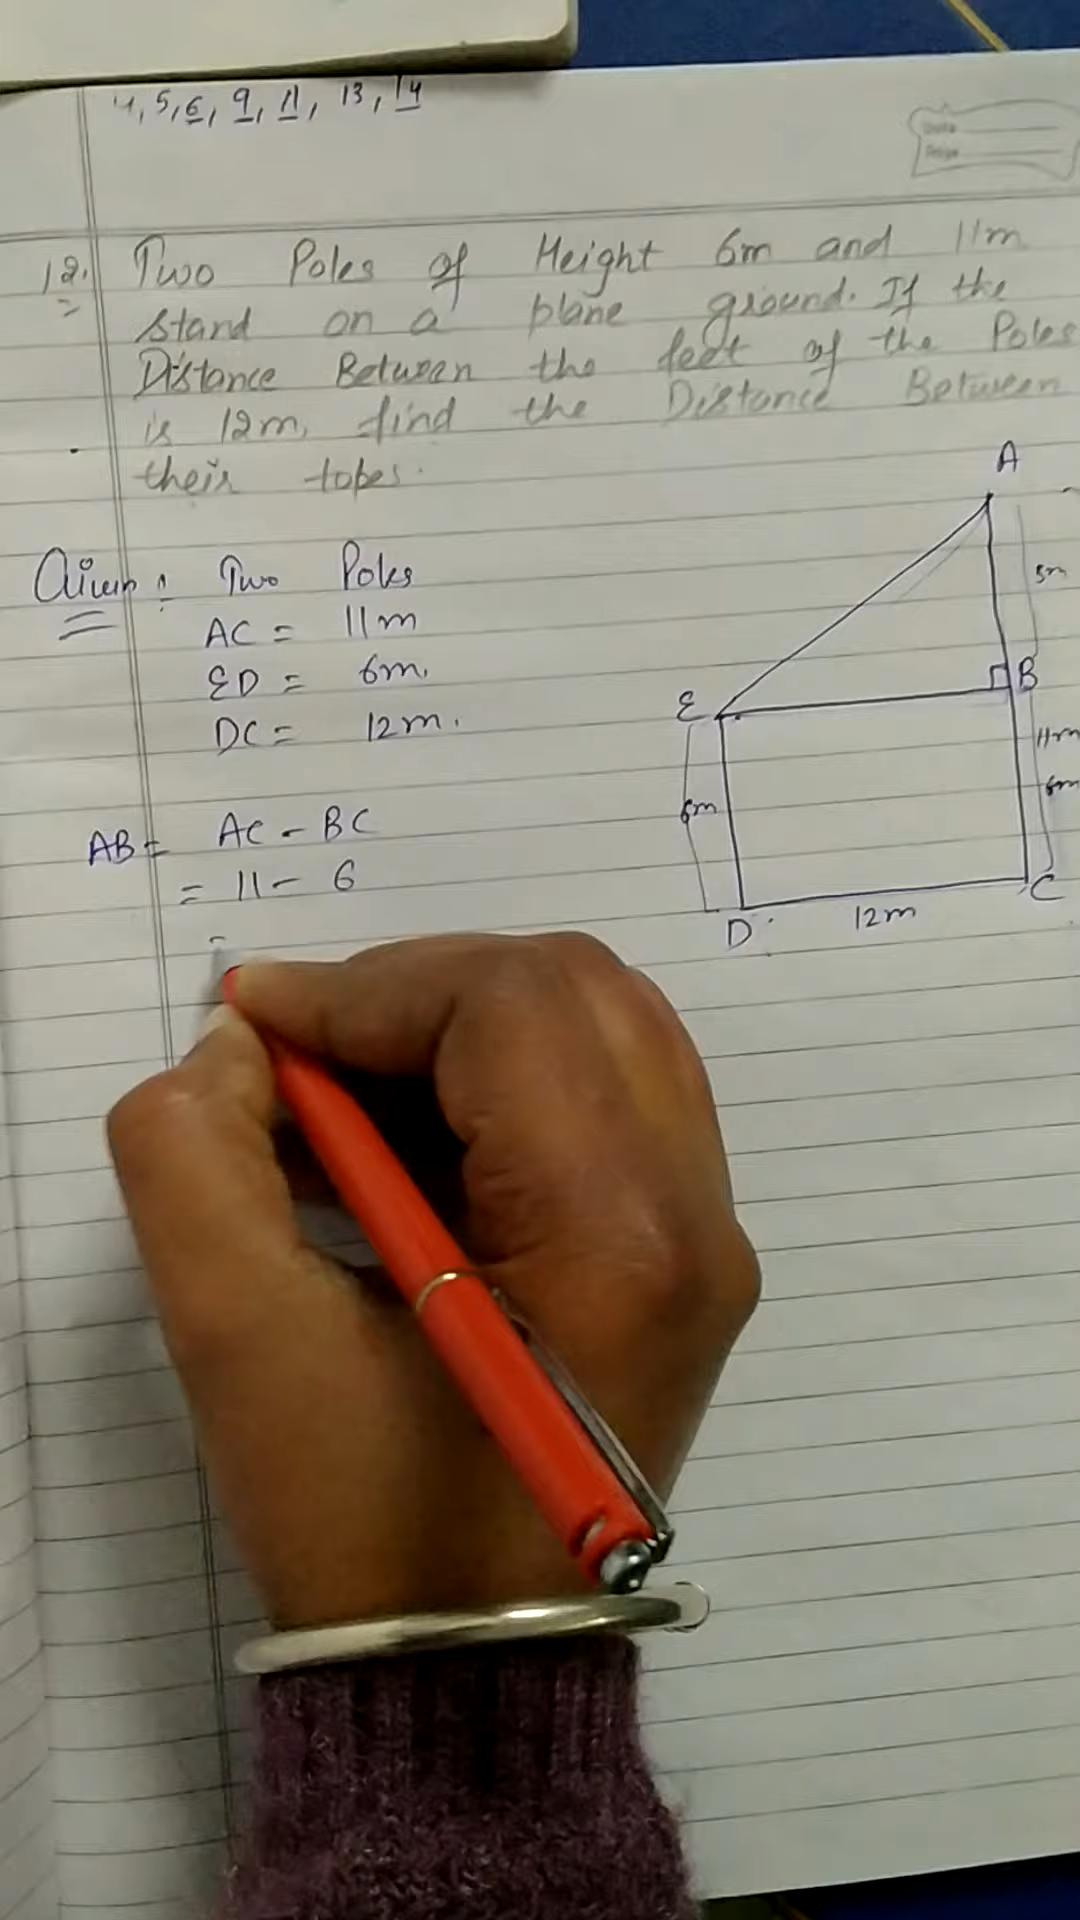 4, 5, 6, 9, 11, 13, 14
Date
Page
12. Two Poles of Height 6m and 11m
stand on a plane ground. If the
Distance Between the feet of the Poles
is 12m, find the Distance Between
their topes.
Given : Two Poles
AC = 11m
ED = 6m.
DC = 12m.
AB = AC - BC
= 11 - 6
=
A
5m
B
E
11m
6m
6m
C
D
12m